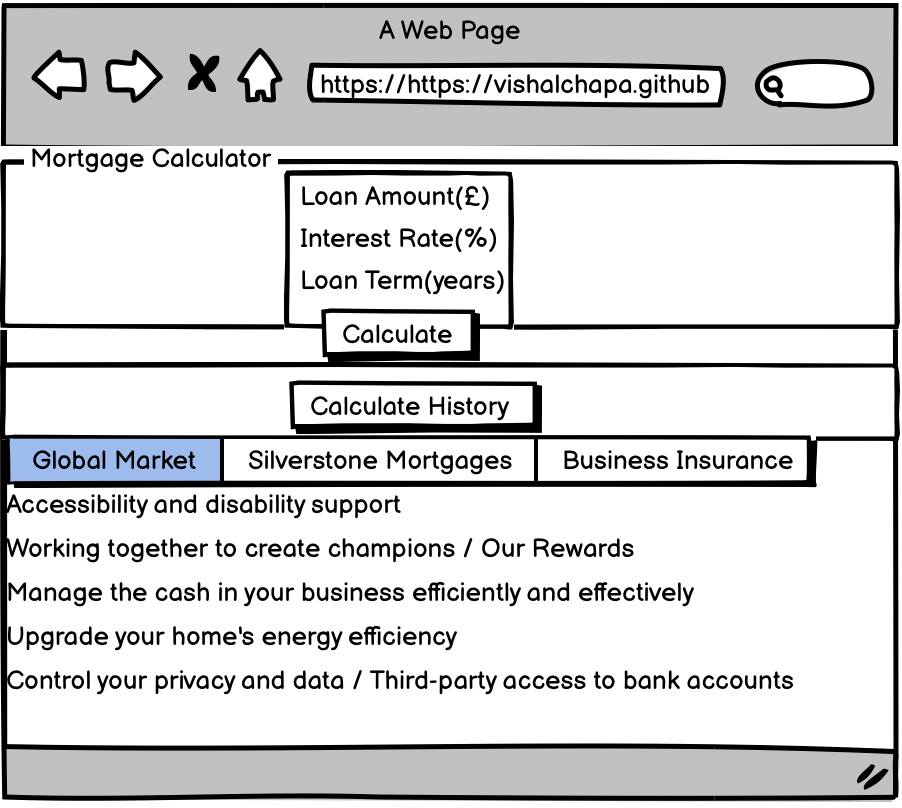 A Web Page
https://https://vishalchapa.github
Mortgage Calculator
Loan Amount(£)
Interest Rate(%)
Loan Term(years)
Calculate
Calculate History
Global Market Silverstone Mortgages Business Insurance
Accessibility and disability support
Working together to create champions / Our Rewards
Manage the cash in your business efficiently and effectively
Upgrade your home's energy efficiency
Control your privacy and data / Third-party access to bank accounts